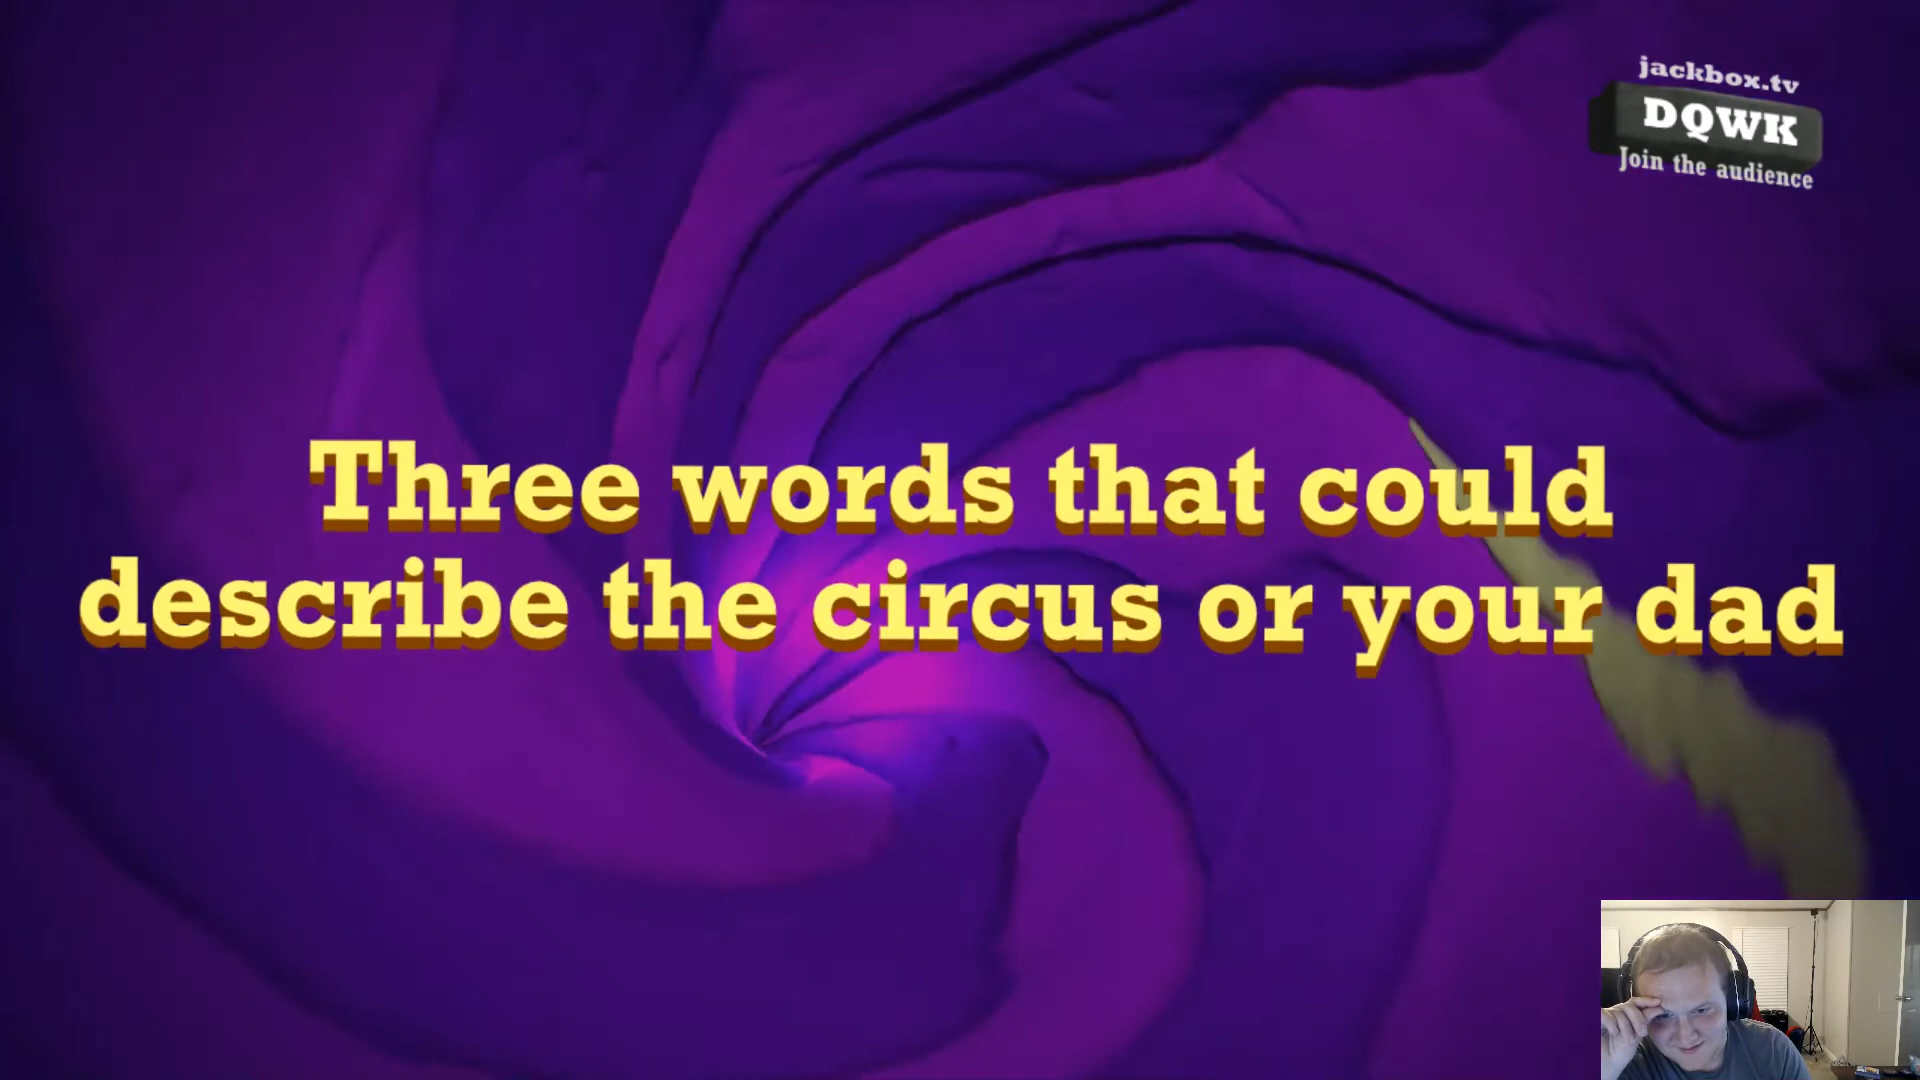 jackbox.tv
DQWK
Join the audience
Three words that could
describe the circus or your dad